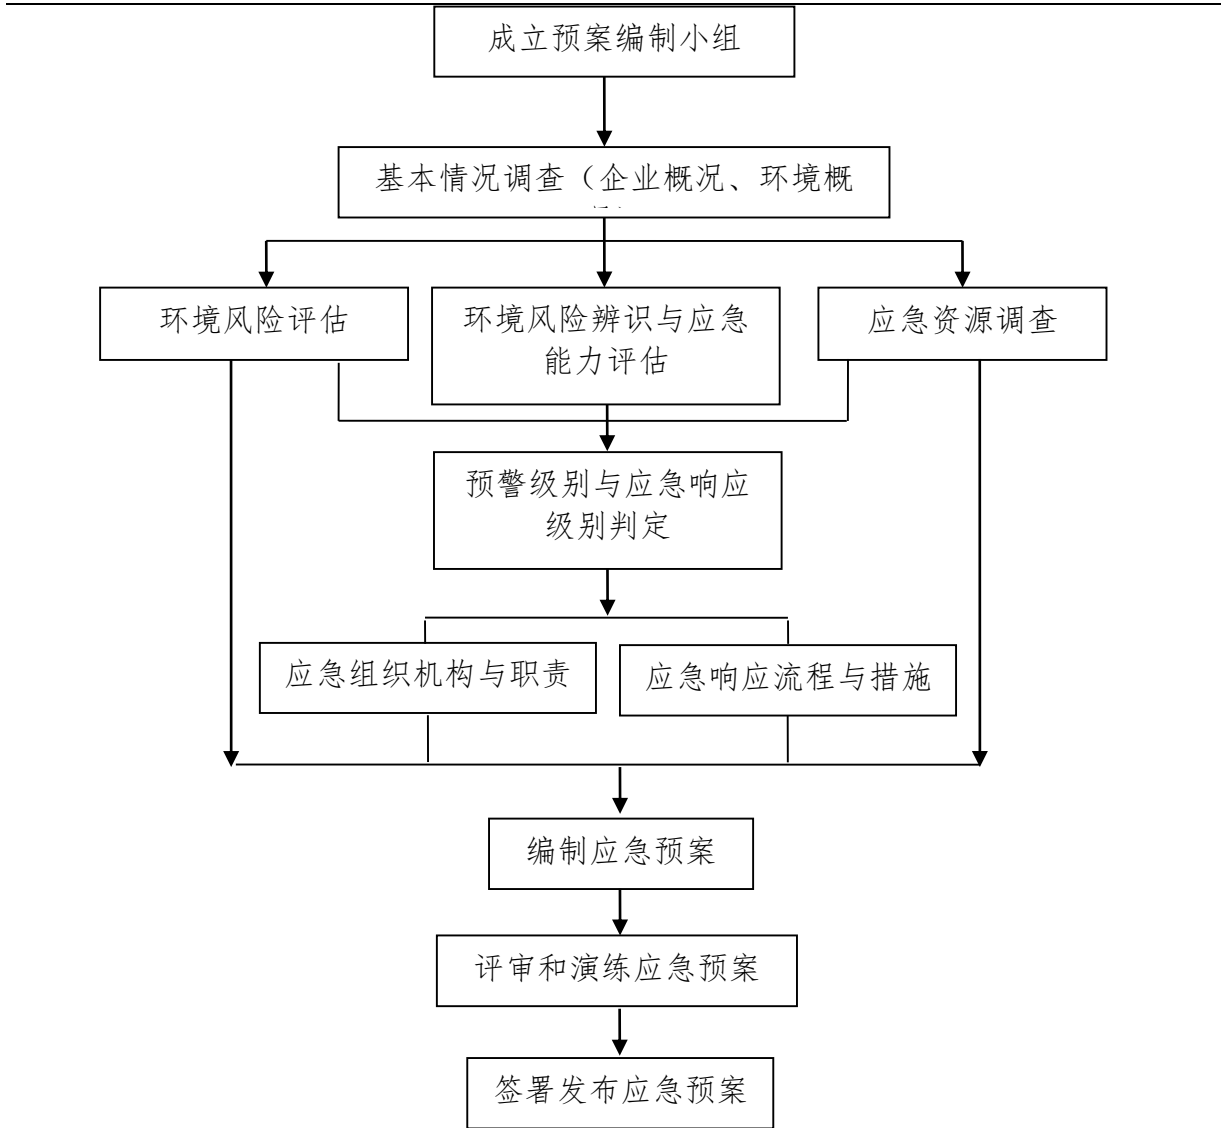 成立预案编制小组
基本情况调查（企业概况、环境概
环境风险评估
环境风险辨识与应急
能力评估
应急资源调查
预警级别与应急响应
级别判定
应急组织机构与职责
应急响应流程与措施
编制应急预案
评审和演练应急预案
签署发布应急预案